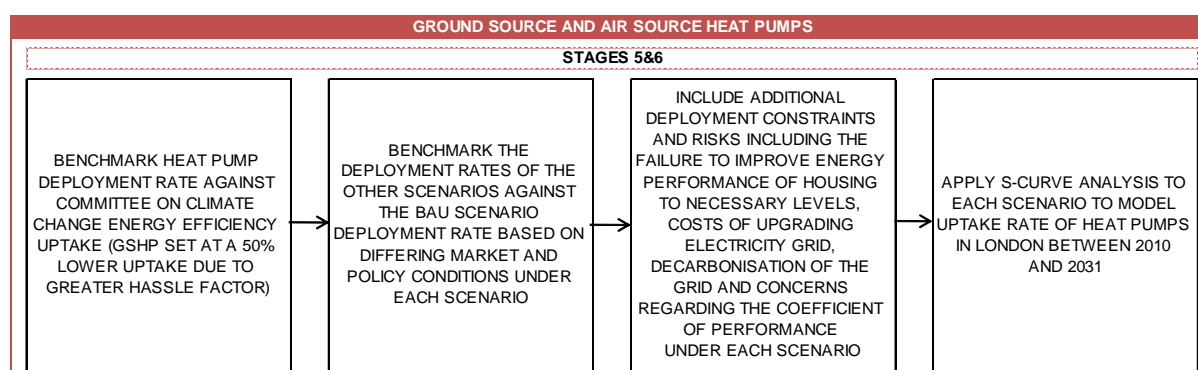 GROUND SOURCE AND AIR SOURCE HEAT PUMPS
STAGES 5&6
BENCHMARK HEAT PUMP
DEPLOYMENT RATE AGAINST
COMMITTEE ON CLIMATE
CHANGE ENERGY EFFICIENCY
UPTAKE (GSHP SET AT A 50%
LOWER UPTAKE DUE TO
GREATER HASSLE FACTOR)
BENCHMARK THE
DEPLOYMENT RATES OF THE
OTHER SCENARIOS AGAINST
THE BAU SCENARIO
DEPLOYMENT RATE BASED ON
DIFFERING MARKET AND
POLICY CONDITIONS UNDER
EACH SCENARIO
INCLUDE ADDITIONAL
DEPLOYMENT CONSTRAINTS
AND RISKS INCLUDING THE
FAILURE TO IMPROVE ENERGY
PERFORMANCE OF HOUSING
TO NECESSARY LEVELS,
COSTS OF UPGRADING
ELECTRICITY GRID,
DECARBONISATION OF THE
GRID AND CONCERNS
REGARDING THE COEFFICIENT
OF PERFORMANCE
UNDER EACH SCENARIO
APPLY S-CURVE ANALYSIS TO
EACH SCENARIO TO MODEL
UPTAKE RATE OF HEAT PUMPS
IN LONDON BETWEEN 2010
AND 2031